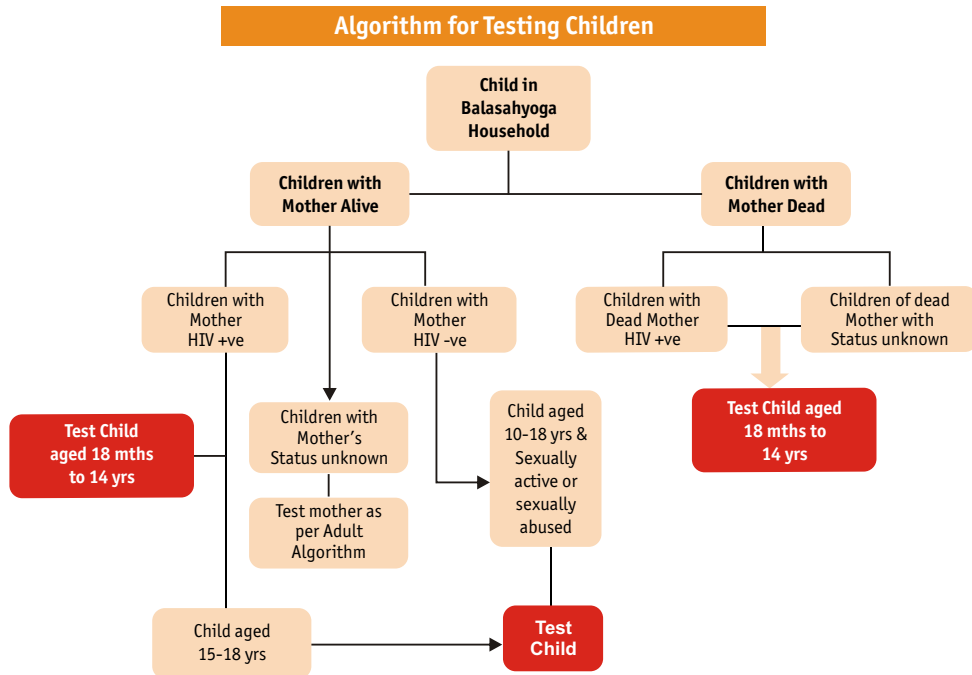 Algorithm for Testing Children
Child in
Balasahyoga
Household
Children with
Mother Alive
Children with
Mother Dead
Children with
Mother
HIV +ve
Children with
Mother
HIV -ve
Children with
Dead Mother
HIV +ve
Children of dead
Mother with
Status unknown
Test Child
aged 18 mths
to 14 yrs
Children with
Mother's
Status unknown
Child aged
10-18 yrs &
Sexually
active or
sexually
abused
Test Child aged
18 mths to
14 yrs
Test mother as
per Adult
Algorithm
Child aged
15-18 yrs
Test
Child